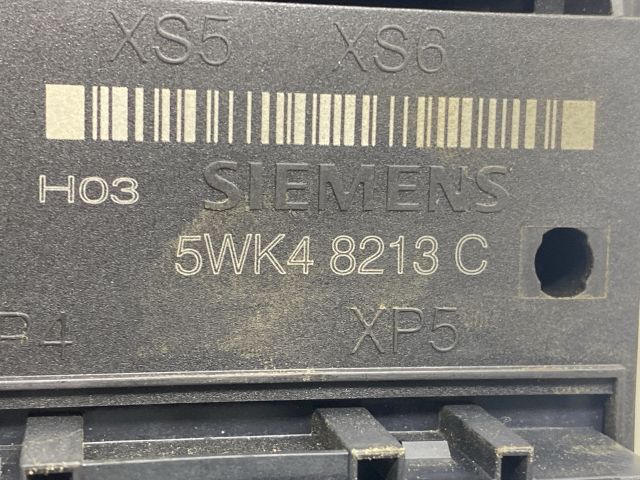 XS5 XS6
H03 SIEMENS
5WK4 8213 C
XP5